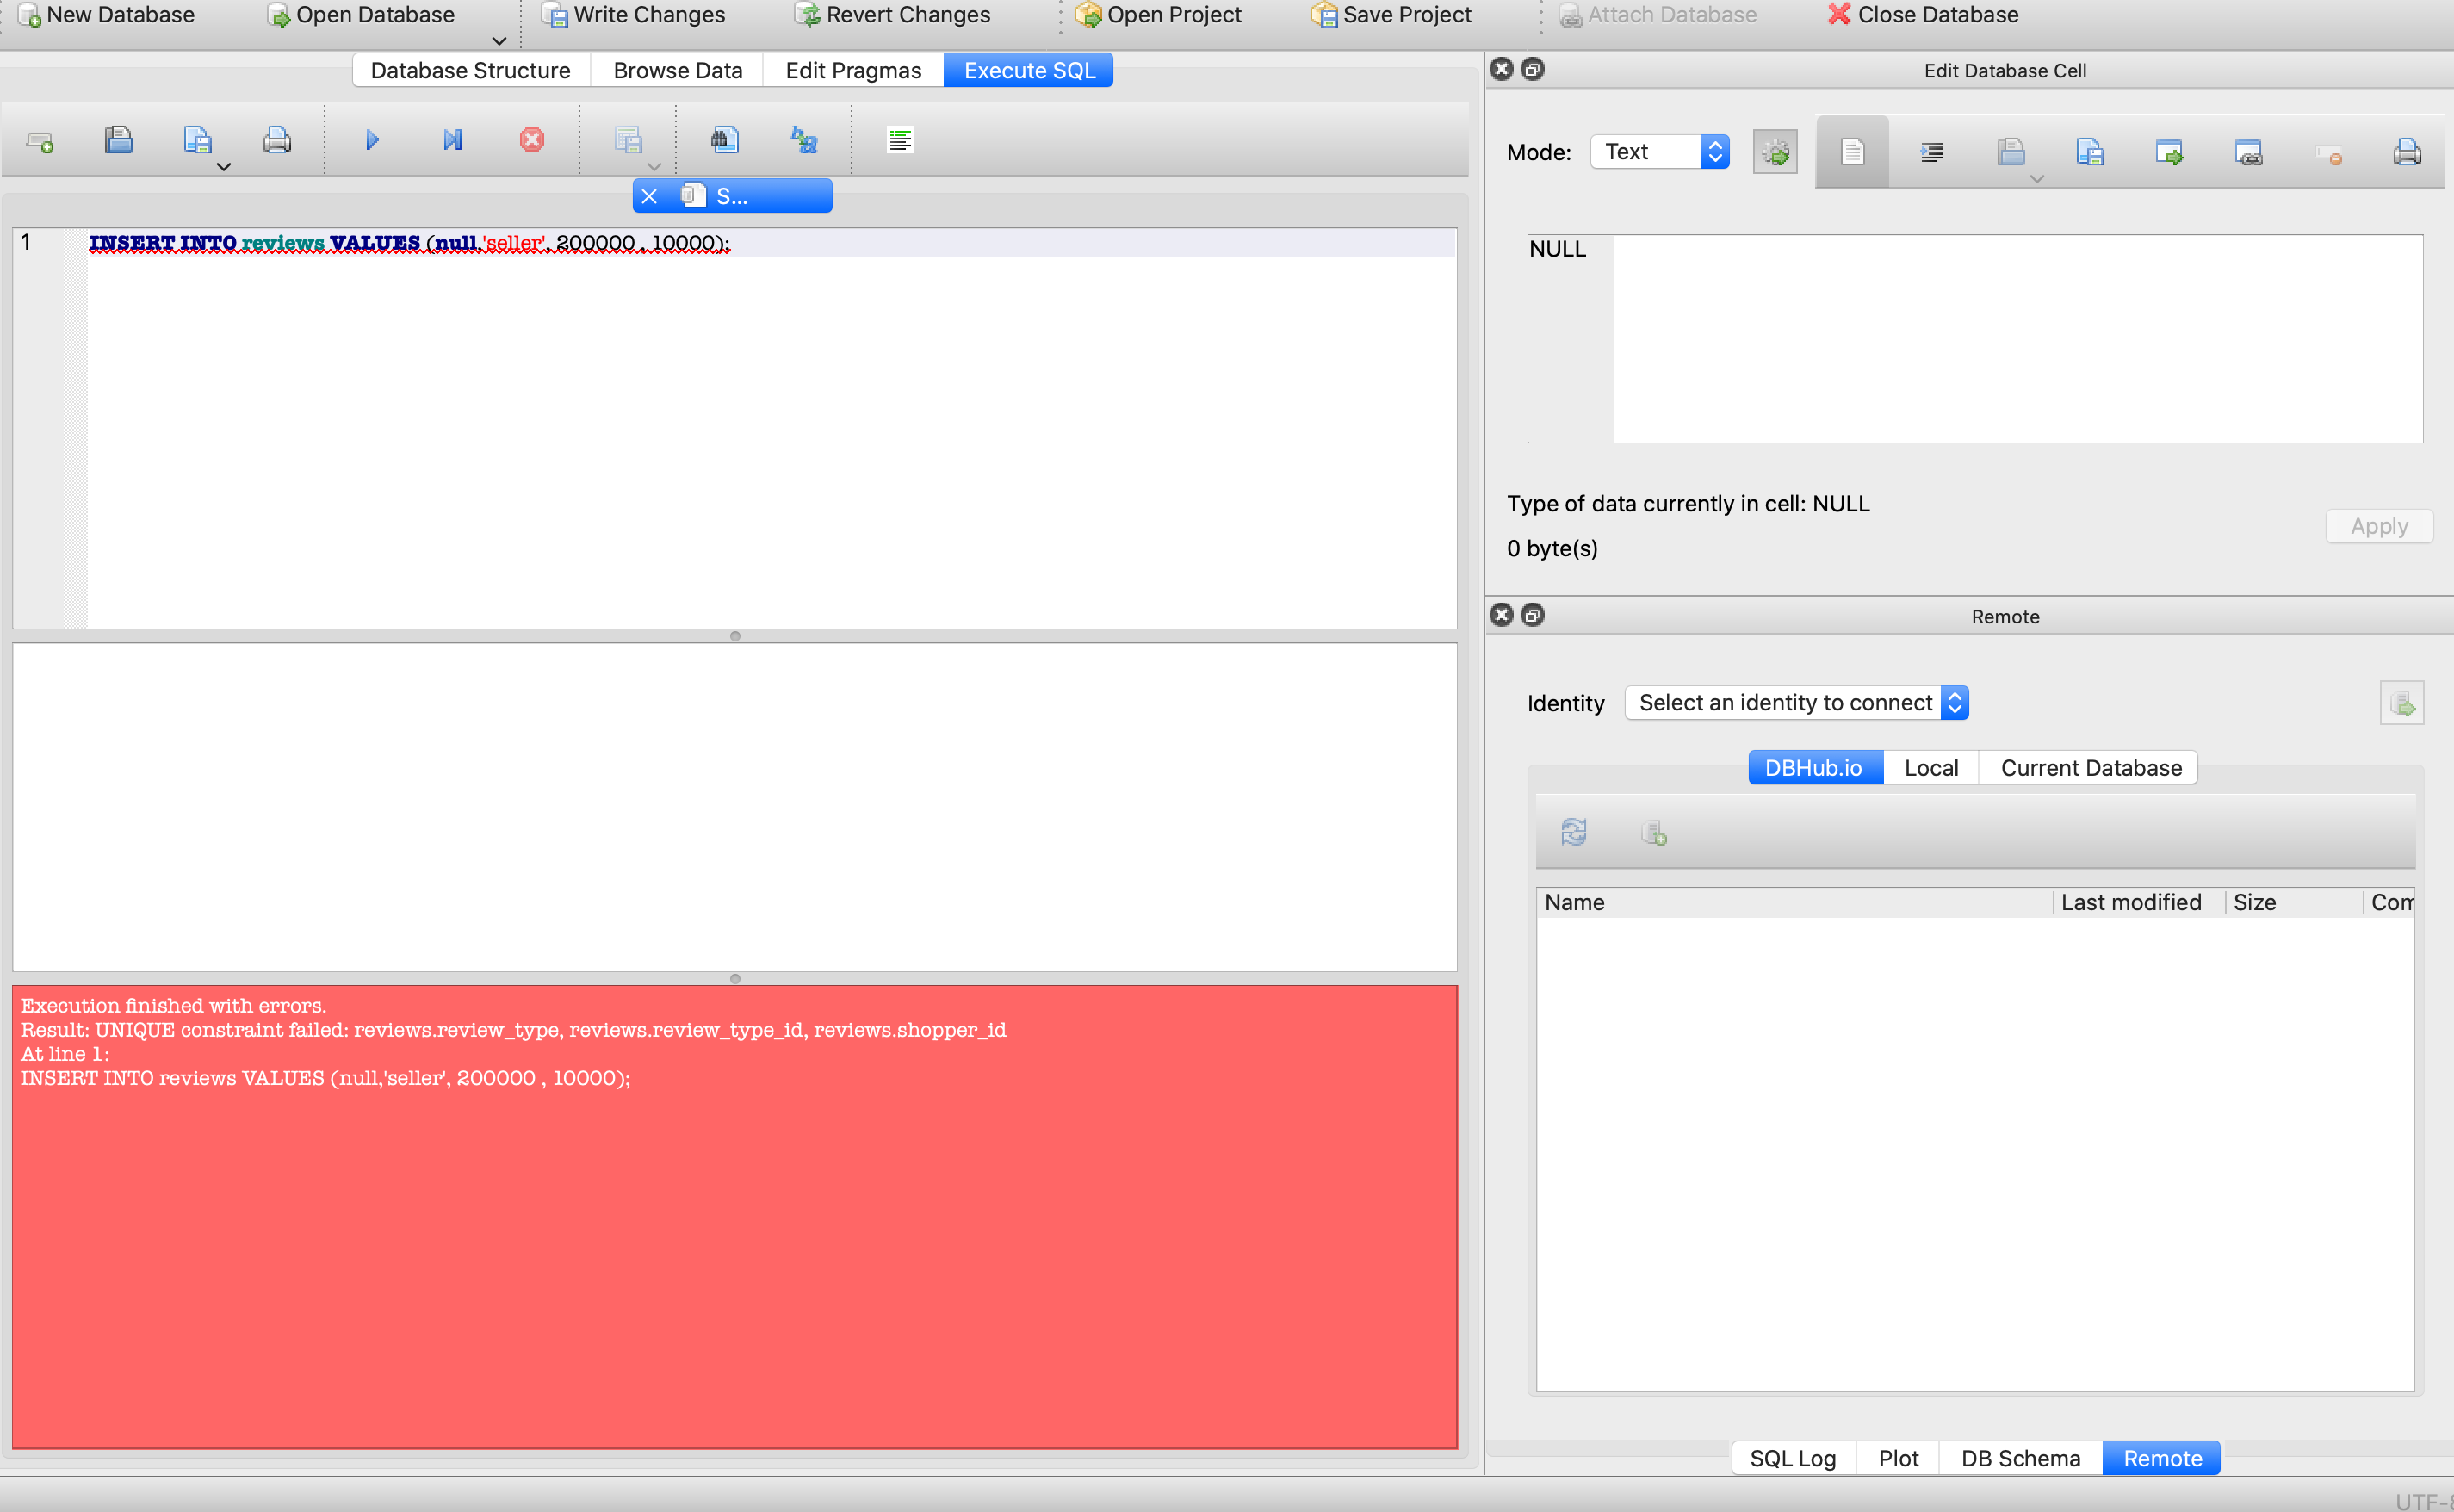 New Database Open Database Write Changes Revert Changes Open Project Save Project Attach Database Close Database
Database Structure Browse Data Edit Pragmas Execute SQL
S...
1 INSERT INTO reviews VALUES (null,'seller', 200000 , 10000);
Execution finished with errors.
Result: UNIQUE constraint failed: reviews.review_type, reviews.review_type_id, reviews.shopper_id
At line 1:
INSERT INTO reviews VALUES (null,'seller', 200000 , 10000);
Edit Database Cell
Mode: Text
NULL
Type of data currently in cell: NULL
Apply
0 byte(s)
Remote
Identity Select an identity to connect
DBHub.io Local Current Database
Name Last modified Size Com
SQL Log Plot DB Schema Remote